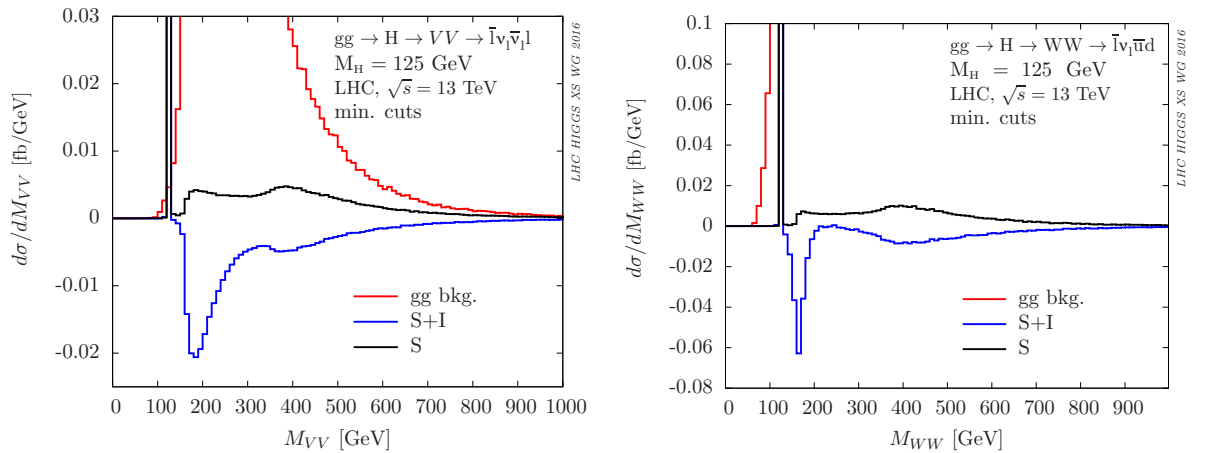 gg → H → VV → l̅ν_lν̅_l l
M_H = 125 GeV
LHC, √s = 13 TeV
min. cuts
LHC HIGGS XS WG 2016
dσ/dM_VV [fb/GeV]
0.03
0.02
0.01
0
-0.01
-0.02
gg bkg.
S+I
S
0 100 200 300 400 500 600 700 800 900 1000
M_VV [GeV]
gg → H → WW → l̅ν_l u̅d
M_H = 125 GeV
LHC, √s = 13 TeV
min. cuts
LHC HIGGS XS WG 2016
dσ/dM_WW [fb/GeV]
0.1
0.08
0.06
0.04
0.02
0
-0.02
-0.04
-0.06
-0.08
gg bkg.
S+I
S
0 100 200 300 400 500 600 700 800 900
M_WW [GeV]